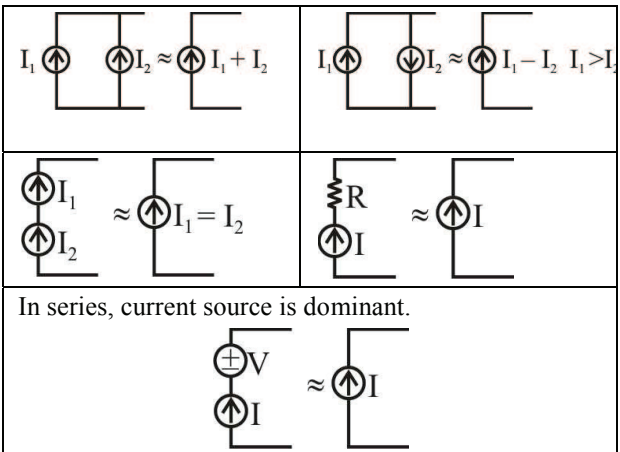 I₁ I₂ ≈ I₁ + I₂
I₁ I₂ ≈ I₁ – I₂ I₁ >I₂
I₁
I₂
≈ I₁ = I₂
R
I
≈ I
In series, current source is dominant.
± V
I
≈ I